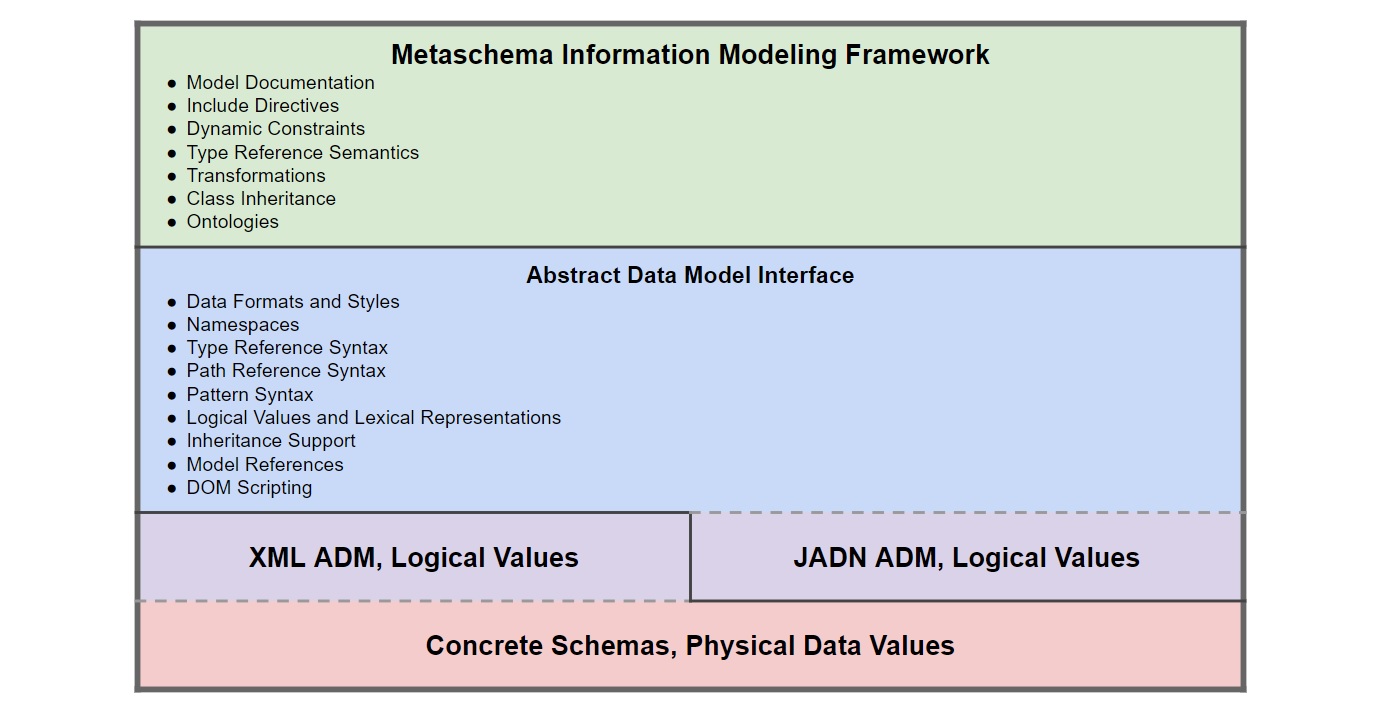 Metaschema Information Modeling Framework
● Model Documentation
● Include Directives
● Dynamic Constraints
● Type Reference Semantics
● Transformations
● Class Inheritance
● Ontologies
Abstract Data Model Interface
● Data Formats and Styles
● Namespaces
● Type Reference Syntax
● Path Reference Syntax
● Pattern Syntax
● Logical Values and Lexical Representations
● Inheritance Support
● Model References
● DOM Scripting
XML ADM, Logical Values
JADN ADM, Logical Values
Concrete Schemas, Physical Data Values